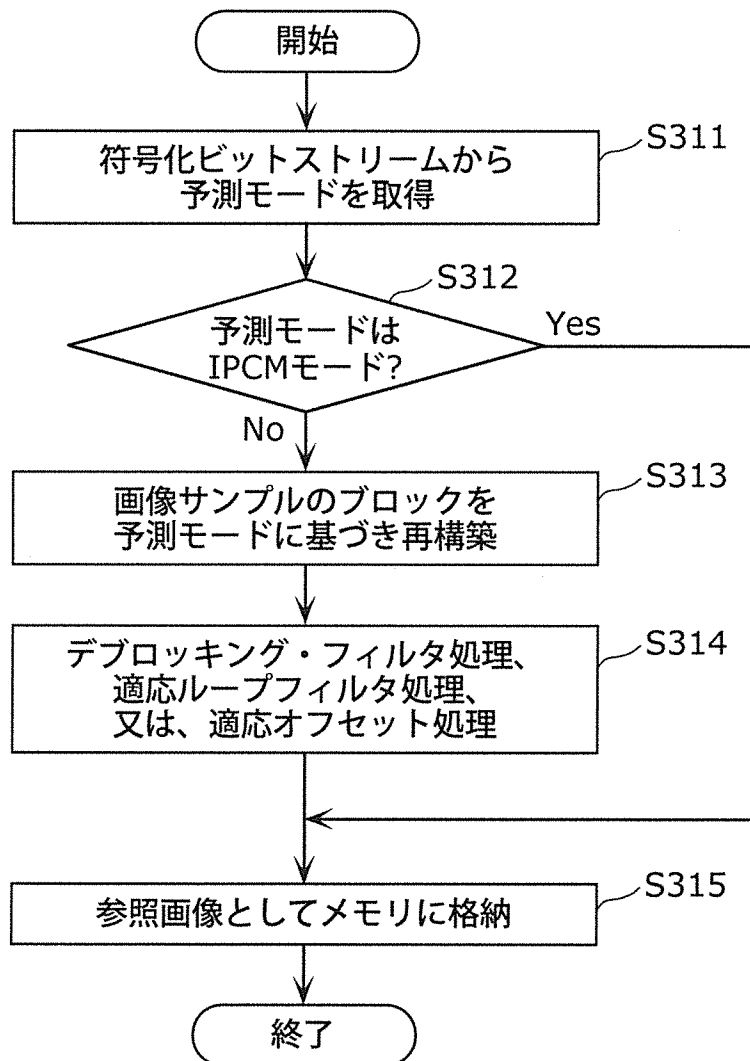 開始
S311
符号化ビットストリームから
予測モードを取得
S312
予測モードは
IPCMモード?
Yes
No
S313
画像サンプルのブロックを
予測モードに基づき再構築
S314
デブロッキング・フィルタ処理、
適応ループフィルタ処理、
又は、適応オフセット処理
S315
参照画像としてメモリに格納
終了